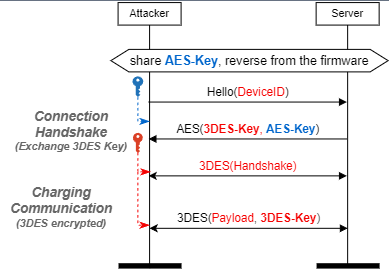 Attacker Server
share AES-Key, reverse from the firmware
Hello(DeviceID)
Connection
Handshake
(Exchange 3DES Key)
AES(3DES-Key, AES-Key)
3DES(Handshake)
Charging
Communication
(3DES encrypted)
3DES(Payload, 3DES-Key)